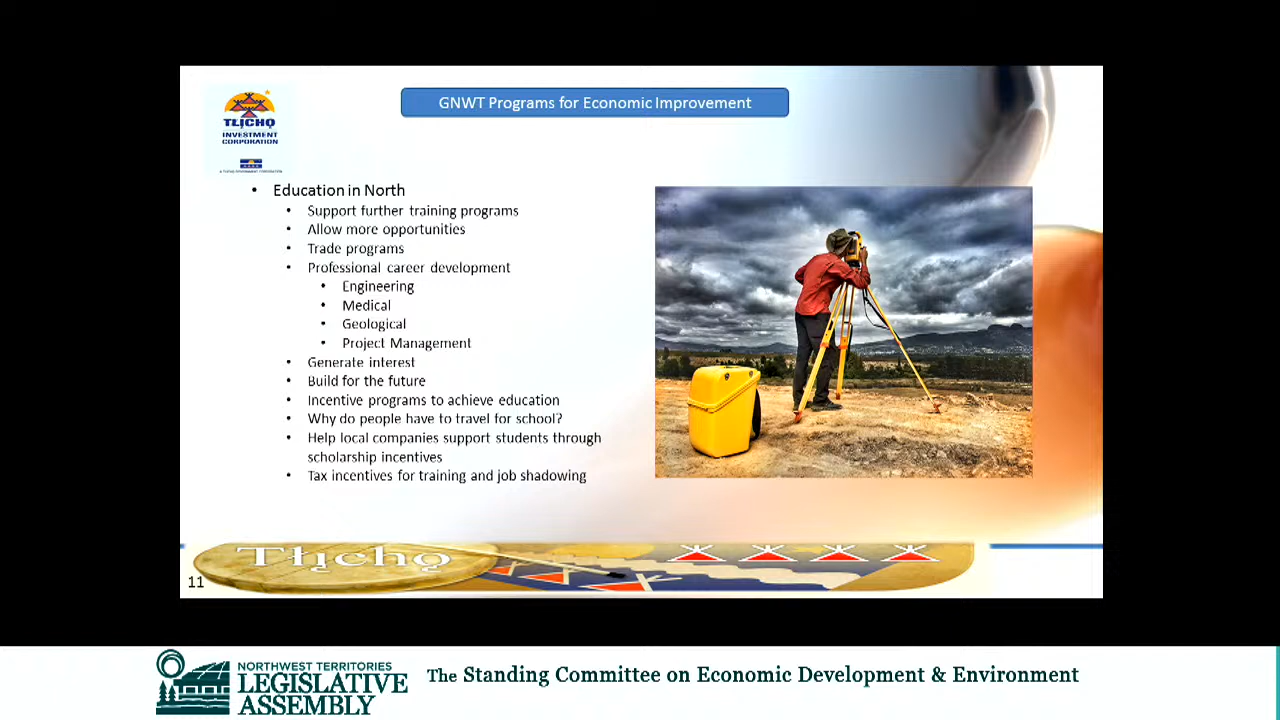 GNWT Programs for Economic Improvement
TŁĮCHǪ
INVESTMENT
CORPORATION
• Education in North
• Support further training programs
• Allow more opportunities
• Trade programs
• Professional career development
• Engineering
• Medical
• Geological
• Project Management
• Generate interest
• Build for the future
• Incentive programs to achieve education
• Why do people have to travel for school?
• Help local companies support students through
scholarship incentives
• Tax incentives for training and job shadowing
Tłįchǫ
11
NORTHWEST TERRITORIES
LEGISLATIVE
ASSEMBLY
The Standing Committee on Economic Development & Environment